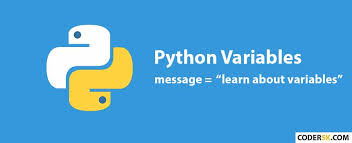 Python Variables
message = “learn about variables”
CODERSK.COM